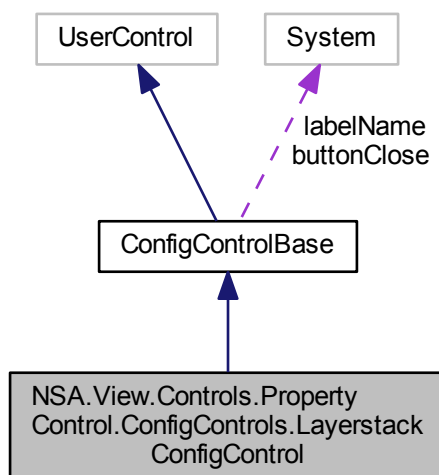 UserControl
System
labelName
buttonClose
ConfigControlBase
NSA.View.Controls.Property
Control.ConfigControls.Layerstack
ConfigControl